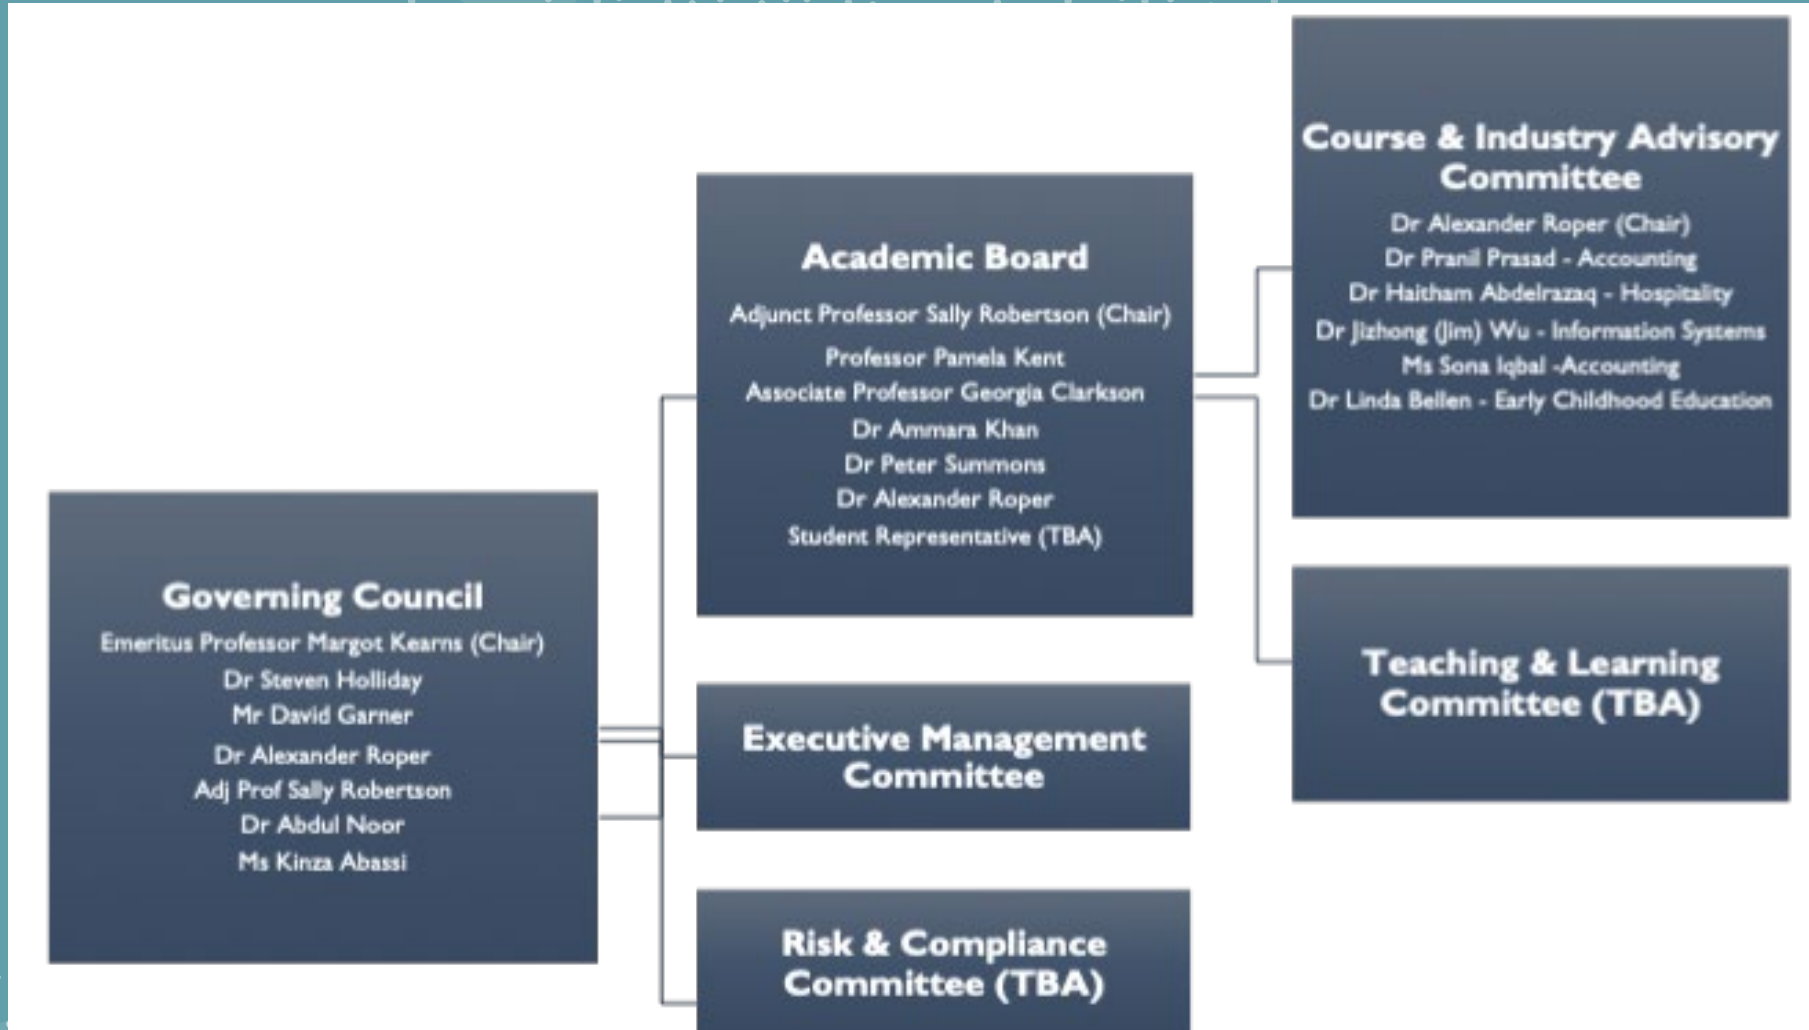 Governing Council
Emeritus Professor Margot Kearns (Chair)
Dr Steven Holliday
Mr David Garner
Dr Alexander Roper
Adj Prof Sally Robertson
Dr Abdul Noor
Ms Kinza Abassi
Academic Board
Adjunct Professor Sally Robertson (Chair)
Professor Pamela Kent
Associate Professor Georgia Clarkson
Dr Ammara Khan
Dr Peter Summons
Dr Alexander Roper
Student Representative (TBA)
Executive Management
Committee
Risk & Compliance
Committee (TBA)
Course & Industry Advisory
Committee
Dr Alexander Roper (Chair)
Dr Pranil Prasad - Accounting
Dr Haitham Abdelrazaq - Hospitality
Dr Jizhong (Jim) Wu - Information Systems
Ms Sona Iqbal -Accounting
Dr Linda Bellen - Early Childhood Education
Teaching & Learning
Committee (TBA)